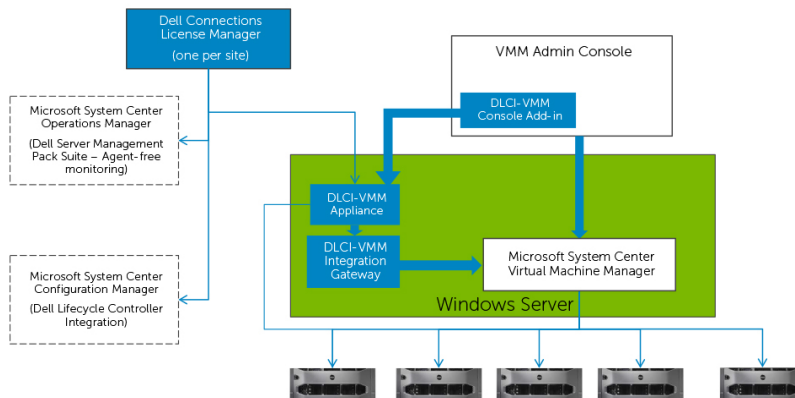 Dell Connections
License Manager
(one per site)
VMM Admin Console
DLCI-VMM
Console Add-in
Microsoft System Center
Operations Manager
(Dell Server Management
Pack Suite – Agent-free
monitoring)
DLCI-VMM
Appliance
DLCI-VMM
Integration
Gateway
Microsoft System Center
Virtual Machine Manager
Microsoft System Center
Configuration Manager
(Dell Lifecycle Controller
Integration)
Windows Server